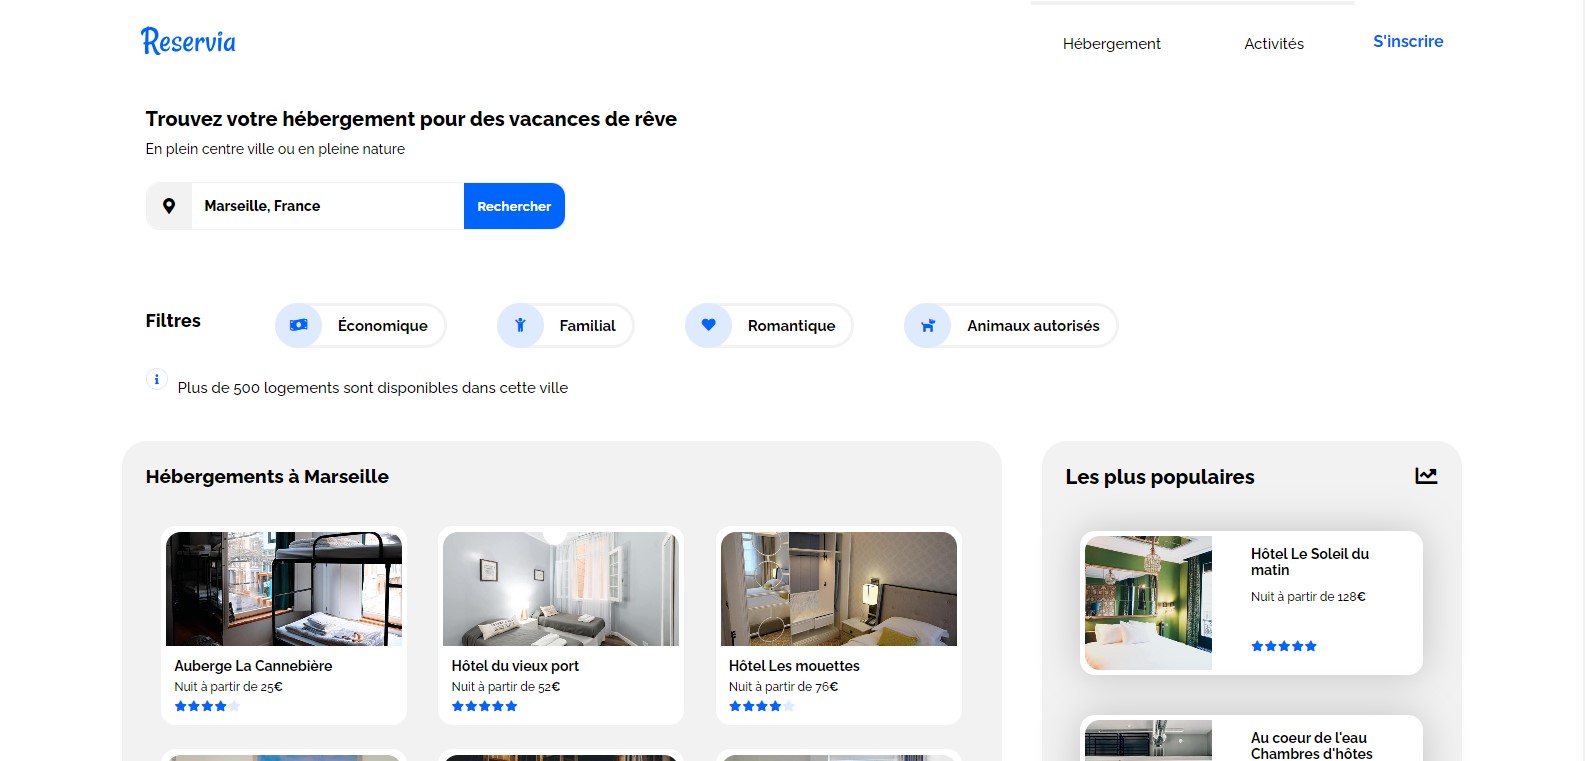 Reservia
Hébergement
Activités
S'inscrire
Trouvez votre hébergement pour des vacances de rêve
En plein centre ville ou en pleine nature
Marseille, France
Rechercher
Filtres
Économique
Familial
Romantique
Animaux autorisés
Plus de 500 logements sont disponibles dans cette ville
Hébergements à Marseille
Auberge La Cannebière
Nuit à partir de 25€
Hôtel du vieux port
Nuit à partir de 52€
Hôtel Les mouettes
Nuit à partir de 76€
Les plus populaires
Hôtel Le Soleil du
matin
Nuit à partir de 128€
Au coeur de l'eau
Chambres d'hôtes